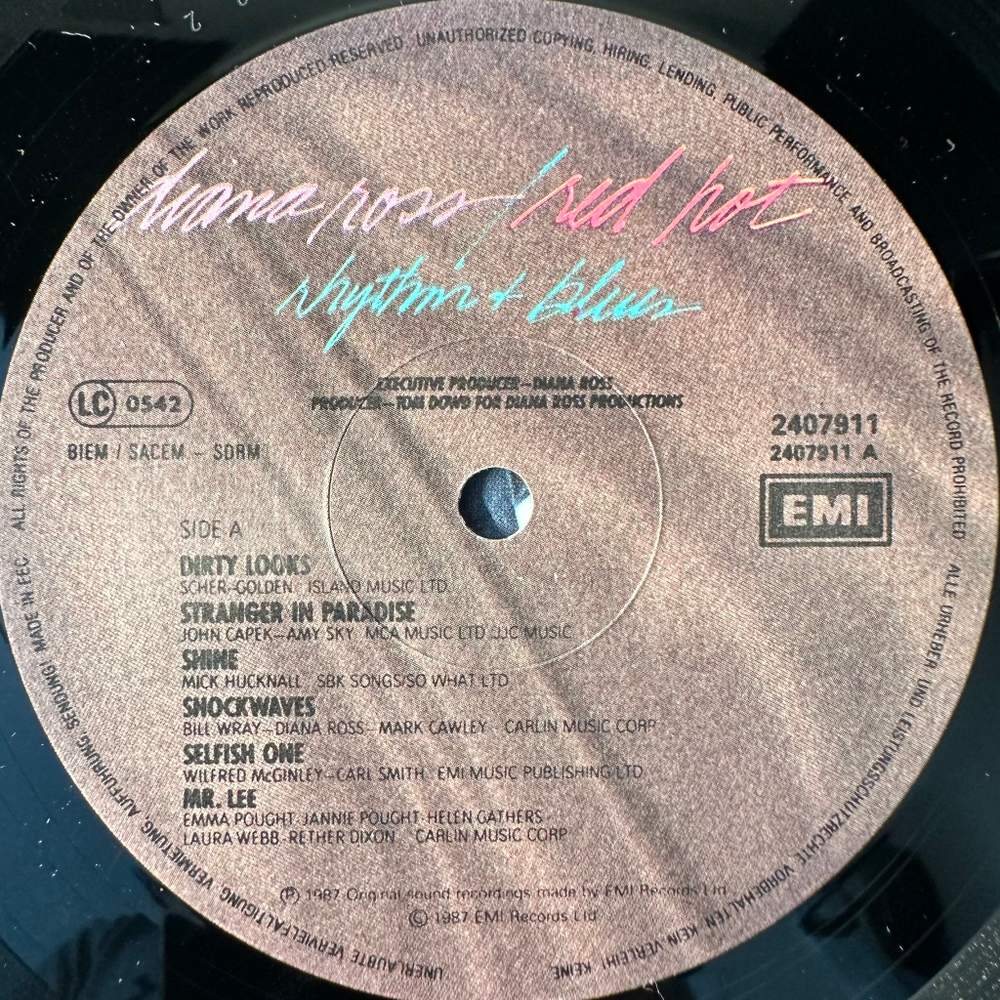 ALL RIGHTS OF THE PRODUCER AND OF THE OWNER OF THE WORK REPRODUCED RESERVED. UNAUTHORIZED COPYING, HIRING, LENDING, PUBLIC PERFORMANCE AND BROADCASTING OF THE RECORD PROHIBITED
diana ross / red hot
rhythm + blues
EXECUTIVE PRODUCER–DIANA ROSS
PRODUCER–TOM DOWD FOR DIANA ROSS PRODUCTIONS
LC 0542
BIEM / SACEM – SDRM
2407911
2407911 A
EMI
SIDE A
DIRTY LOOKS
SCHER-GOLDEN ISLAND MUSIC LTD
STRANGER IN PARADISE
JOHN CAPEK–AMY SKY MCA MUSIC LTD JJC MUSIC
SHINE
MICK HUCKNALL SBK SONGS/SO WHAT LTD
SHOCKWAVES
BILL WRAY–DIANA ROSS MARK CAWLEY CARLIN MUSIC CORP
SELFISH ONE
WILFRED McGINLEY–CARL SMITH EMI MUSIC PUBLISHING LTD
MR. LEE
EMMA POUGHT JANNIE POUGHT HELEN GATHERS
LAURA WEBB RETHER DIXON CARLIN MUSIC CORP
℗ 1987 Original sound recordings made by EMI Records Ltd
© 1987 EMI Records Ltd
ALLE URHEBER UND LEISTUNGSSCHUTZRECHTE VORBEHALTEN KEIN VERLEIH! KEINE UNERLAUBTE VERVIELFÄLTIGUNG, VERMIETUNG, AUFFÜHRUNG, SENDUNG! MADE IN EEC